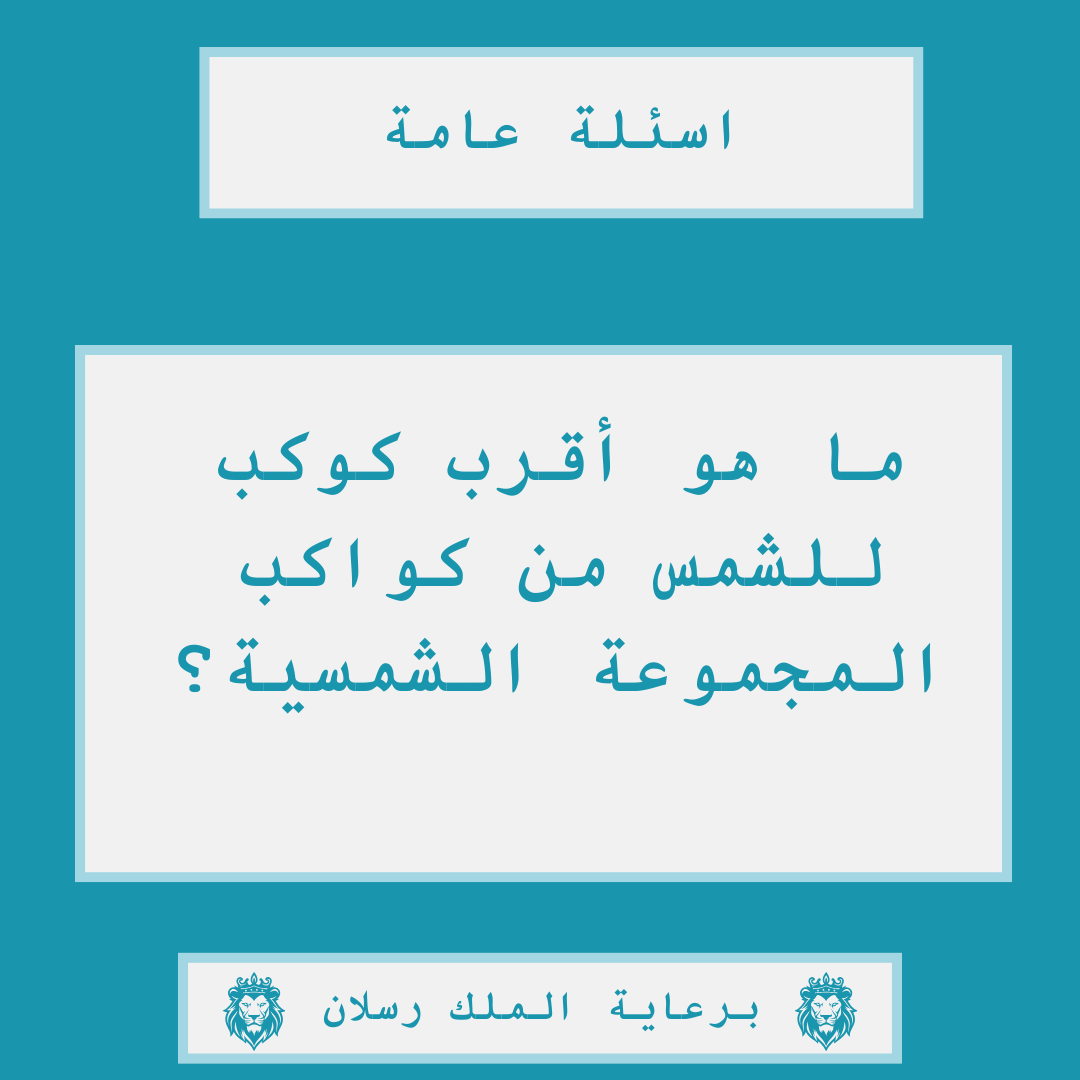 اسئلة عامة
ما هو أقرب كوكب
للشمس من كواكب
المجموعة الشمسية؟
برعاية الملك رسلان